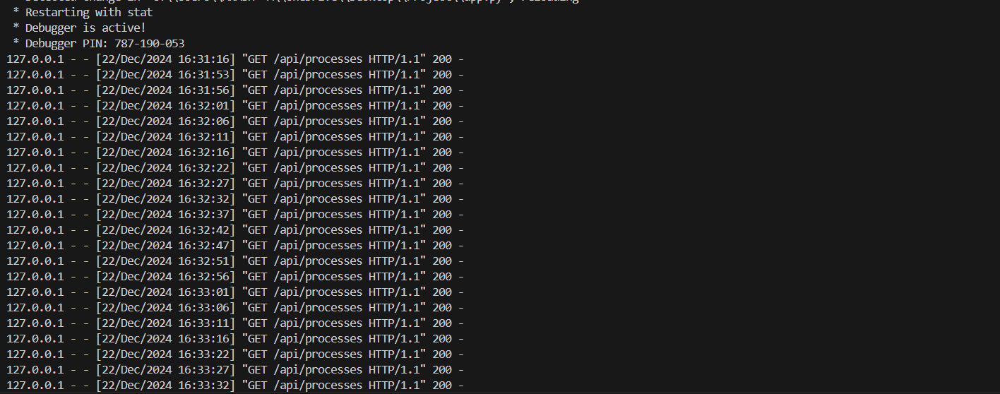 * Restarting with stat
* Debugger is active!
* Debugger PIN: 787-190-053
127.0.0.1 - - [22/Dec/2024 16:31:16] "GET /api/processes HTTP/1.1" 200 -
127.0.0.1 - - [22/Dec/2024 16:31:53] "GET /api/processes HTTP/1.1" 200 -
127.0.0.1 - - [22/Dec/2024 16:31:56] "GET /api/processes HTTP/1.1" 200 -
127.0.0.1 - - [22/Dec/2024 16:32:01] "GET /api/processes HTTP/1.1" 200 -
127.0.0.1 - - [22/Dec/2024 16:32:06] "GET /api/processes HTTP/1.1" 200 -
127.0.0.1 - - [22/Dec/2024 16:32:11] "GET /api/processes HTTP/1.1" 200 -
127.0.0.1 - - [22/Dec/2024 16:32:16] "GET /api/processes HTTP/1.1" 200 -
127.0.0.1 - - [22/Dec/2024 16:32:22] "GET /api/processes HTTP/1.1" 200 -
127.0.0.1 - - [22/Dec/2024 16:32:27] "GET /api/processes HTTP/1.1" 200 -
127.0.0.1 - - [22/Dec/2024 16:32:32] "GET /api/processes HTTP/1.1" 200 -
127.0.0.1 - - [22/Dec/2024 16:32:37] "GET /api/processes HTTP/1.1" 200 -
127.0.0.1 - - [22/Dec/2024 16:32:42] "GET /api/processes HTTP/1.1" 200 -
127.0.0.1 - - [22/Dec/2024 16:32:47] "GET /api/processes HTTP/1.1" 200 -
127.0.0.1 - - [22/Dec/2024 16:32:51] "GET /api/processes HTTP/1.1" 200 -
127.0.0.1 - - [22/Dec/2024 16:32:56] "GET /api/processes HTTP/1.1" 200 -
127.0.0.1 - - [22/Dec/2024 16:33:01] "GET /api/processes HTTP/1.1" 200 -
127.0.0.1 - - [22/Dec/2024 16:33:06] "GET /api/processes HTTP/1.1" 200 -
127.0.0.1 - - [22/Dec/2024 16:33:11] "GET /api/processes HTTP/1.1" 200 -
127.0.0.1 - - [22/Dec/2024 16:33:16] "GET /api/processes HTTP/1.1" 200 -
127.0.0.1 - - [22/Dec/2024 16:33:22] "GET /api/processes HTTP/1.1" 200 -
127.0.0.1 - - [22/Dec/2024 16:33:27] "GET /api/processes HTTP/1.1" 200 -
127.0.0.1 - - [22/Dec/2024 16:33:32] "GET /api/processes HTTP/1.1" 200 -